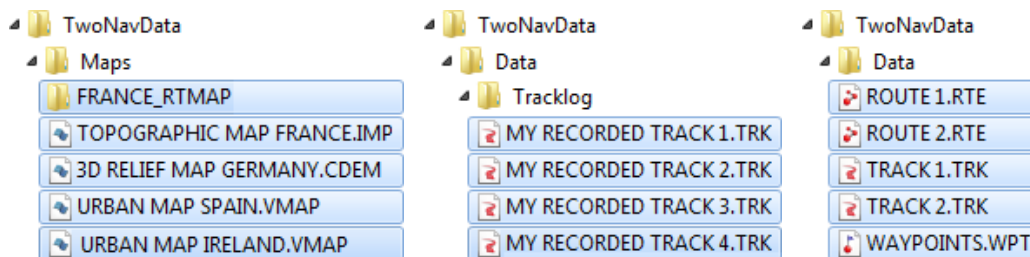 TwoNavData
Maps
FRANCE_RTMAP
TOPOGRAPHIC MAP FRANCE.IMP
3D RELIEF MAP GERMANY.CDEM
URBAN MAP SPAIN.VMAP
URBAN MAP IRELAND.VMAP
TwoNavData
Data
Tracklog
MY RECORDED TRACK 1.TRK
MY RECORDED TRACK 2.TRK
MY RECORDED TRACK 3.TRK
MY RECORDED TRACK 4.TRK
TwoNavData
Data
ROUTE 1.RTE
ROUTE 2.RTE
TRACK 1.TRK
TRACK 2.TRK
WAYPOINTS.WPT